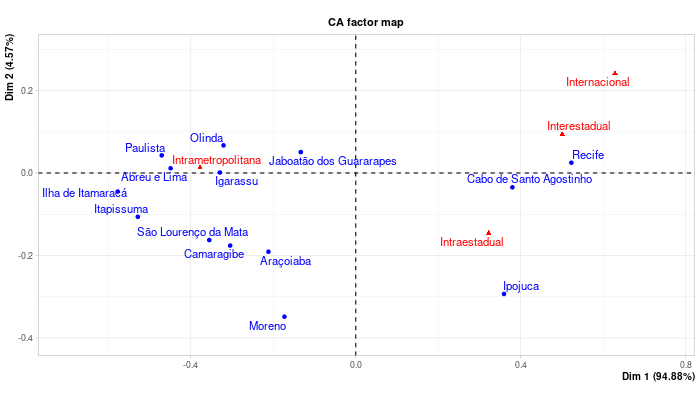 CA factor map
Dim 2 (4.57%)
0.2
0.0
-0.2
-0.4
Internacional
Interestadual
Olinda
Paulista
Intrametropolitana
Jaboatão dos Guararapes
Recife
Abreu e Lima
Igarassu
Cabo de Santo Agostinho
Ilha de Itamaracá
Itapissuma
São Lourenço da Mata
Intraestadual
Camaragibe
Araçoiaba
Ipojuca
Moreno
-0.4
0.0
0.4
0.8
Dim 1 (94.88%)